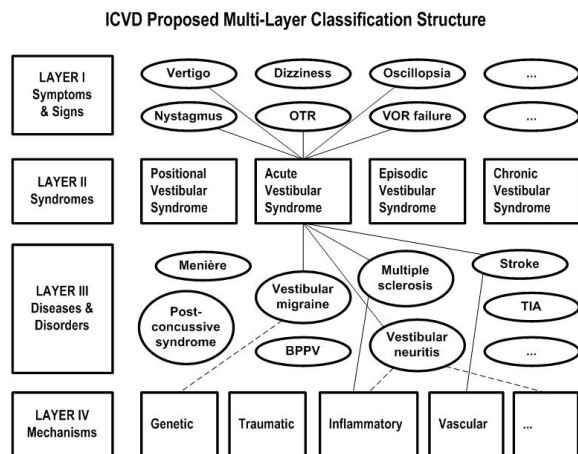 ICVD Proposed Multi-Layer Classification Structure
LAYER I
Symptoms
& Signs
Vertigo
Dizziness
Oscillopsia
...
Nystagmus
OTR
VOR failure
...
LAYER II
Syndromes
Positional
Vestibular
Syndrome
Acute
Vestibular
Syndrome
Episodic
Vestibular
Syndrome
Chronic
Vestibular
Syndrome
LAYER III
Diseases &
Disorders
Menière
Post-
concussive
syndrome
Vestibular
migraine
BPPV
Multiple
sclerosis
Vestibular
neuritis
Stroke
TIA
...
LAYER IV
Mechanisms
Genetic
Traumatic
Inflammatory
Vascular
...